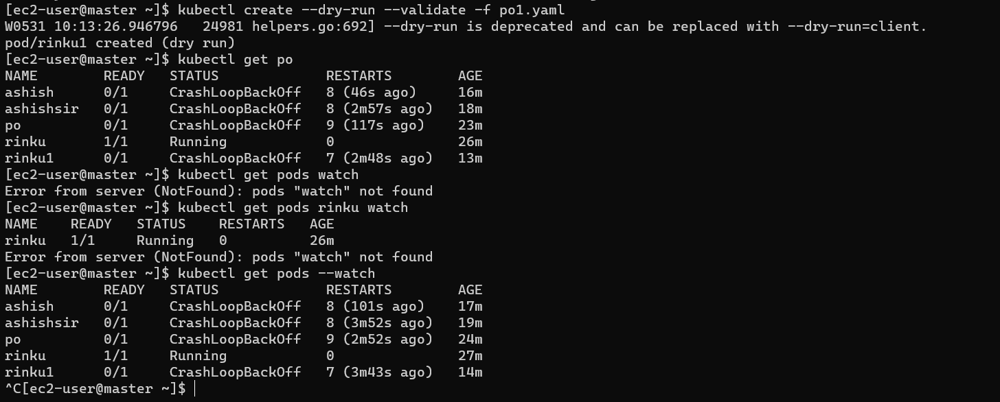 [ec2-user@master ~]$ kubectl create --dry-run --validate -f po1.yaml
W0531 10:13:26.946796   24981 helpers.go:692] --dry-run is deprecated and can be replaced with --dry-run=client.
pod/rinku1 created (dry run)
[ec2-user@master ~]$ kubectl get po
NAME        READY   STATUS             RESTARTS        AGE
ashish      0/1     CrashLoopBackOff   8 (46s ago)     16m
ashishsir   0/1     CrashLoopBackOff   8 (2m57s ago)   18m
po          0/1     CrashLoopBackOff   9 (117s ago)    23m
rinku       1/1     Running            0               26m
rinku1      0/1     CrashLoopBackOff   7 (2m48s ago)   13m
[ec2-user@master ~]$ kubectl get pods watch
Error from server (NotFound): pods "watch" not found
[ec2-user@master ~]$ kubectl get pods rinku watch
NAME    READY   STATUS    RESTARTS   AGE
rinku   1/1     Running   0          26m
Error from server (NotFound): pods "watch" not found
[ec2-user@master ~]$ kubectl get pods --watch
NAME        READY   STATUS             RESTARTS        AGE
ashish      0/1     CrashLoopBackOff   8 (101s ago)    17m
ashishsir   0/1     CrashLoopBackOff   8 (3m52s ago)   19m
po          0/1     CrashLoopBackOff   9 (2m52s ago)   24m
rinku       1/1     Running            0               27m
rinku1      0/1     CrashLoopBackOff   7 (3m43s ago)   14m
^C[ec2-user@master ~]$